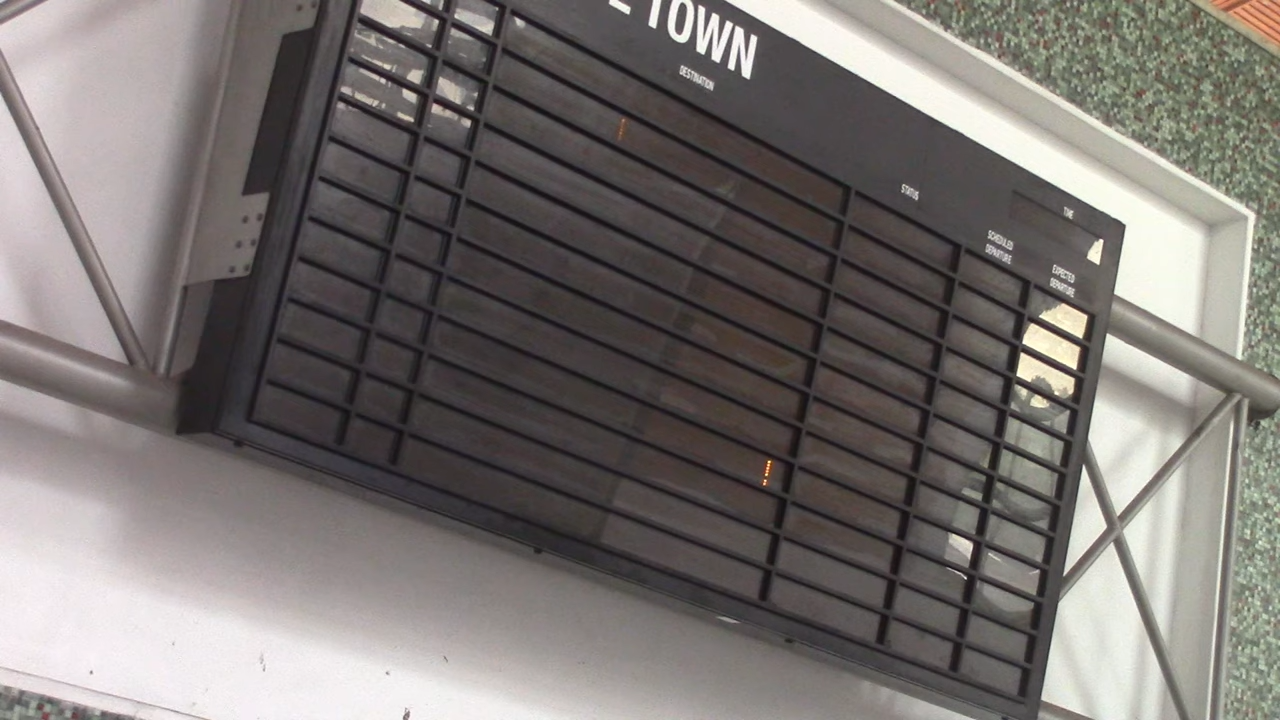 E TOWN
DESTINATION
STATUS
TIME
SCHEDULED
DEPARTURE
EXPECTED
DEPARTURE